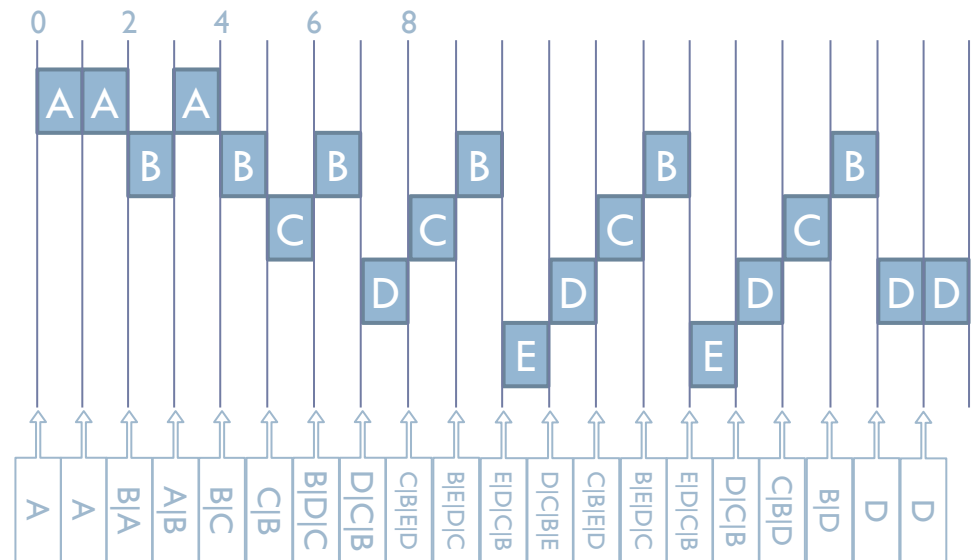 0 2 4 6 8
A A A
B B B B B B
C C C C
D D D D D
E E
A
A
B|A
A|B
B|C
C|B
B|D|C
D|C|B
C|B|E|D
B|E|D|C
E|D|C|B
D|C|B|E
C|B|E|D
B|E|D|C
E|D|C|B
D|C|B
C|B|D
B|D
D
D